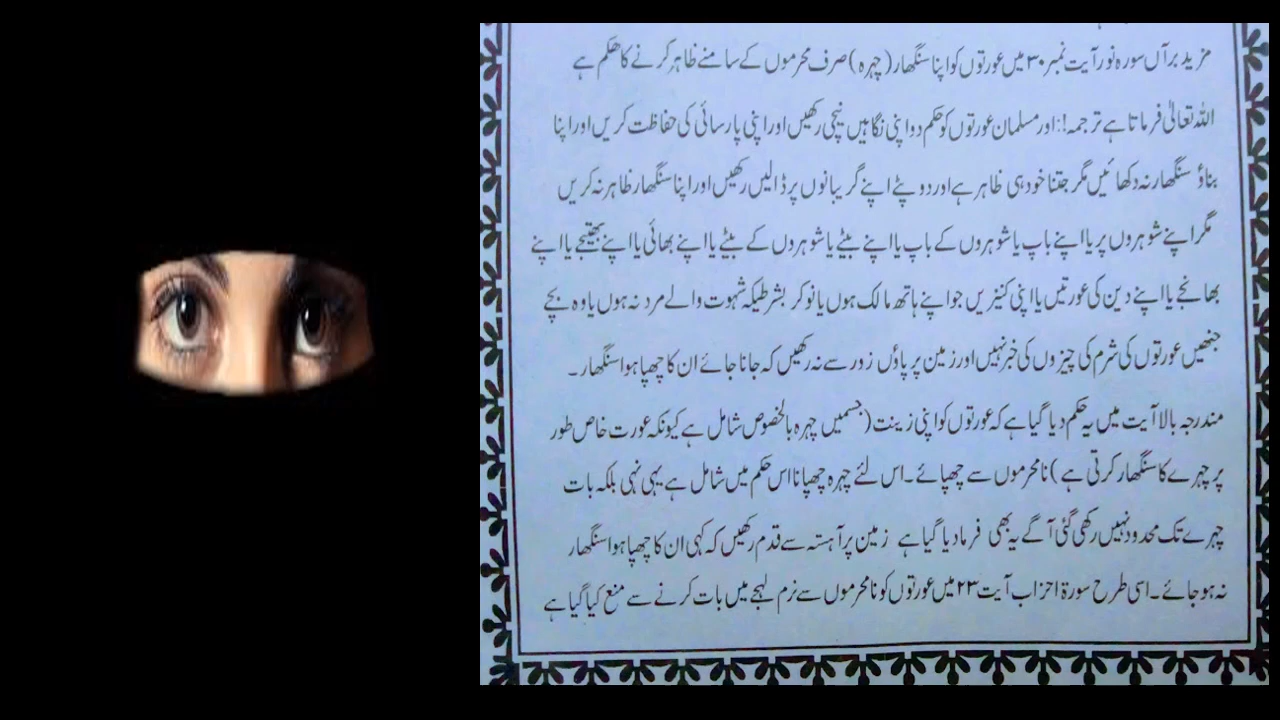 مزید برآں سورہ نور آیت نمبر ۳۰ میں عورتوں کو اپنا سنگھار (چہرہ) صرف محرموں کے سامنے ظاہر کرنے کا حکم ہے
اللہ تعالیٰ فرماتا ہے ترجمہ!: اور مسلمان عورتوں کو حکم دو اپنی نگاہیں نیچی رکھیں اور اپنی پارسائی کی حفاظت کریں اور اپنا
بناؤ سنگھار نہ دکھائیں مگر جتنا خود ہی ظاہر ہے اور دوپٹے اپنے گریبانوں پر ڈالیں رکھیں اور اپنا سنگھار ظاہر نہ کریں
مگر اپنے شوہروں پر یا اپنے باپ یا شوہروں کے باپ یا اپنے بیٹے یا شوہروں کے بیٹے یا اپنے بھائی یا اپنے بھتیجے یا اپنے
بھانجے یا اپنے دین کی عورتیں یا اپنی کنیزیں جو اپنے ہاتھ مالک ہوں یا نوکر بشرطیکہ شہوت والے مرد نہ ہوں یا وہ بچے
جنھیں عورتوں کی شرم کی چیزوں کی خبر نہیں اور زمین پر پاؤں زور سے نہ رکھیں کہ جانا جائے ان کا چھپا ہوا سنگھار۔
مندرجہ بالا آیت میں یہ حکم دیا گیا ہے کہ عورتوں کو اپنی زینت (جسمیں چہرہ بالخصوص شامل ہے کیونکہ عورت خاص طور
پر چہرے کا سنگھار کرتی ہے) نامحرموں سے چھپائے۔ اس لئے چہرہ چھپانا اس حکم میں شامل ہے یہی نہی بلکہ بات
چہرے تک محدود نہیں رکھی گئی آگے یہ بھی فرما دیا گیا ہے زمین پر آہستہ سے قدم رکھیں کہ کہی ان کا چھپا ہوا سنگھار
نہ ہو جائے۔ اسی طرح سورۃ احزاب آیت ۲۳ میں عورتوں کو نامحرموں سے نرم لہجے میں بات کرنے سے منع کیا گیا ہے